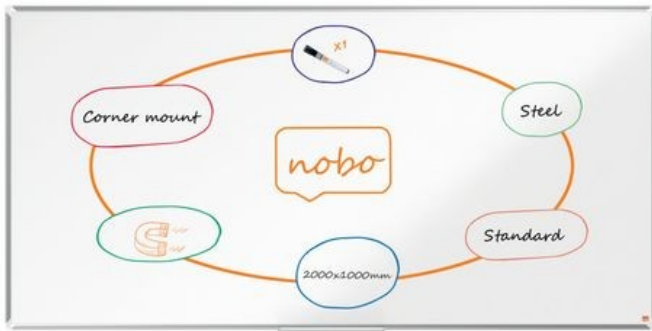 x1
Corner mount
Steel
nobo
Standard
2000x1000mm